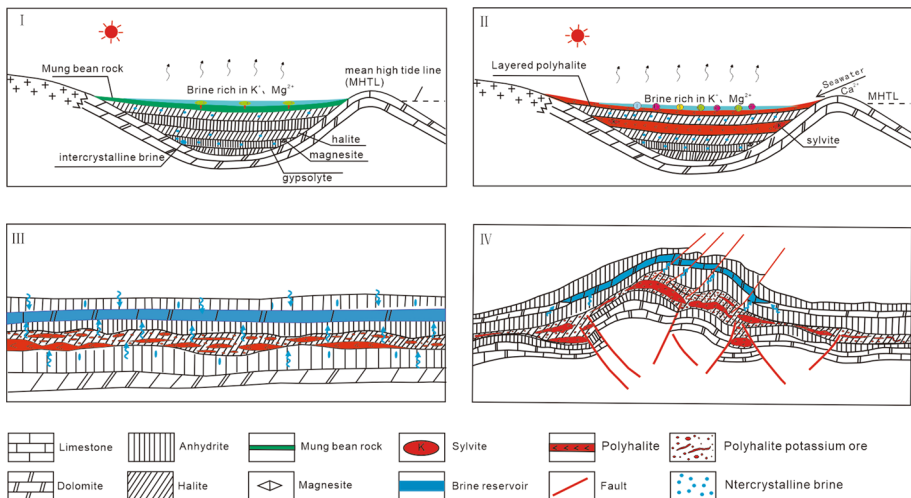 I
Mung bean rock
Brine rich in K⁺、Mg²⁺
mean high tide line
(MHTL)
halite
magnesite
intercrystalline brine
gypsolyte
II
Layered polyhalite
Brine rich in K⁺、Mg²⁺
Seawater
Ca²⁺
MHTL
sylvite
III
IV
Limestone
Anhydrite
Mung bean rock
K
Sylvite
Polyhalite
Polyhalite potassium ore
Dolomite
Halite
Magnesite
Brine reservoir
Fault
Ntercrystalline brine